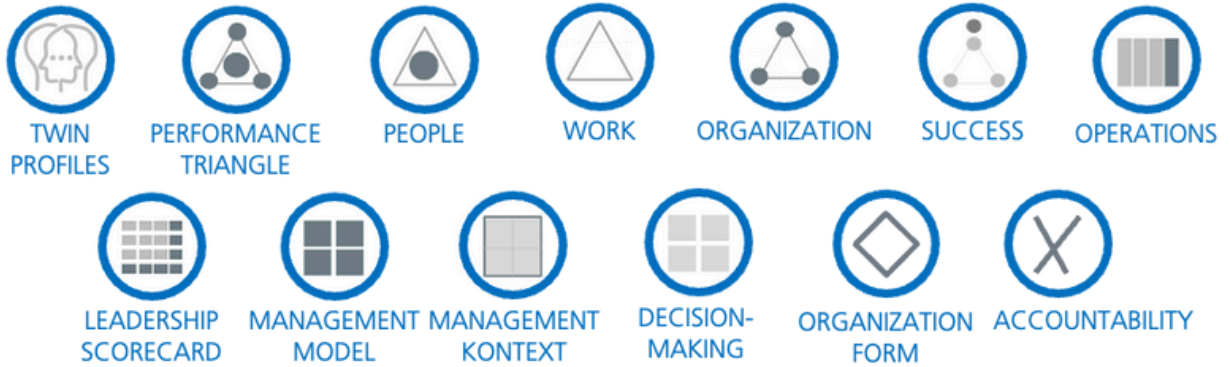 TWIN
PROFILES
PERFORMANCE
TRIANGLE
PEOPLE
WORK
ORGANIZATION
SUCCESS
OPERATIONS
LEADERSHIP
SCORECARD
MANAGEMENT
MODEL
MANAGEMENT
KONTEXT
DECISION-
MAKING
ORGANIZATION
FORM
ACCOUNTABILITY